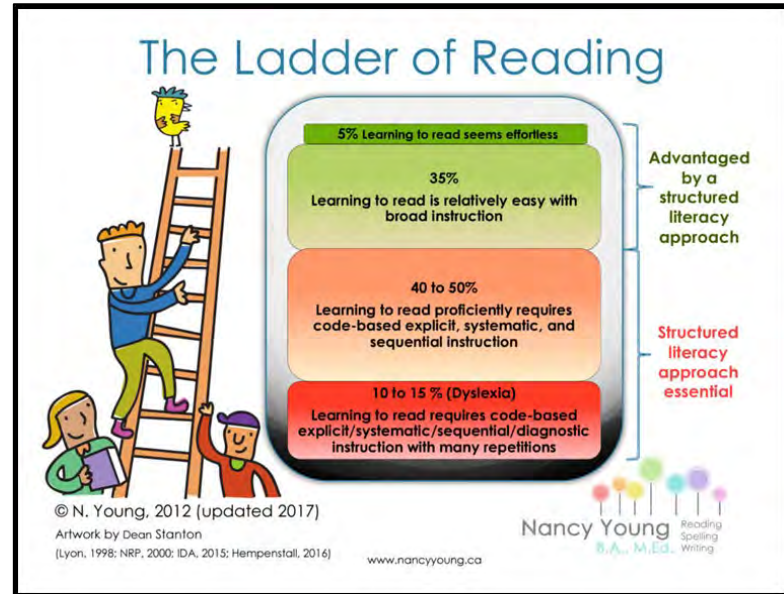 The Ladder of Reading
5% Learning to read seems effortless
35%
Learning to read is relatively easy with
broad instruction
Advantaged
by a
structured
literacy
approach
40 to 50%
Learning to read proficiently requires
code-based explicit, systematic, and
sequential instruction
10 to 15 % (Dyslexia)
Learning to read requires code-based
explicit/systematic/sequential/diagnostic
instruction with many repetitions
Structured
literacy
approach
essential
© N. Young, 2012 (updated 2017)
Artwork by Dean Stanton
(Lyon, 1998; NRP, 2000; IDA, 2015; Hempenstall, 2016)
www.nancyyoung.ca
Nancy Young
B.A., M.Ed.
Reading
Spelling
Writing